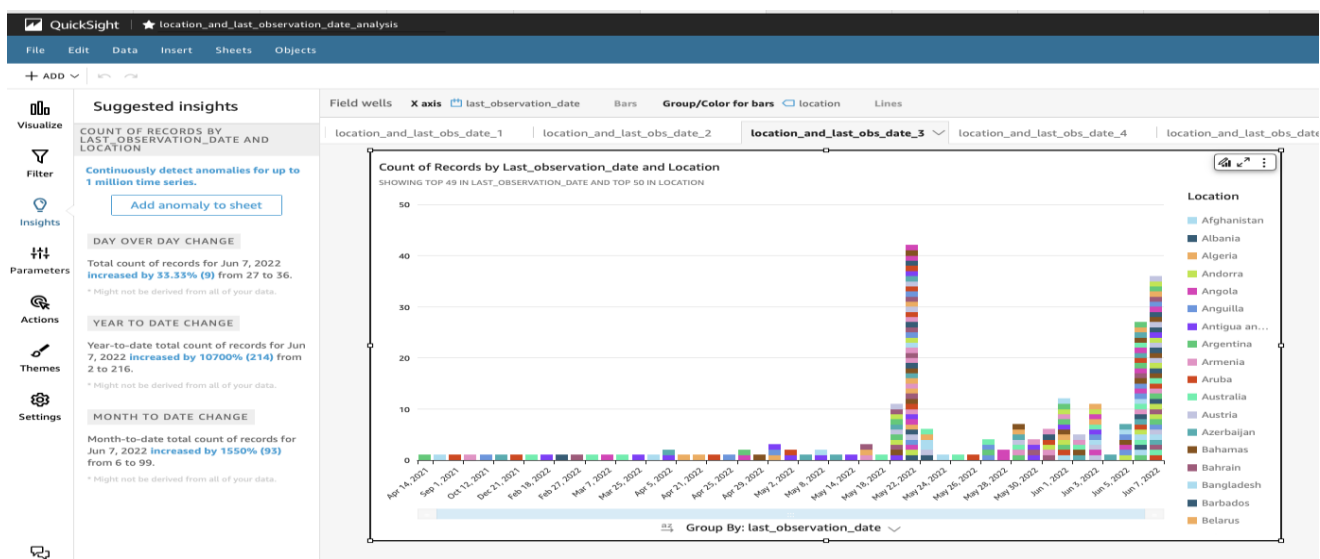 QuickSight
location_and_last_observation_date_analysis
File Edit Data Insert Sheets Objects
ADD
Visualize
Filter
Insights
Parameters
Actions
Themes
Settings
Suggested insights
COUNT OF RECORDS BY
LAST_OBSERVATION_DATE AND
LOCATION
Continuously detect anomalies for up to
1 million time series.
Add anomaly to sheet
DAY OVER DAY CHANGE
Total count of records for Jun 7, 2022
increased by 33.33% (9) from 27 to 36.
* Might not be derived from all of your data.
YEAR TO DATE CHANGE
Year-to-date total count of records for Jun
7, 2022 increased by 10700% (214) from
2 to 216.
* Might not be derived from all of your data.
MONTH TO DATE CHANGE
Month-to-date total count of records for
Jun 7, 2022 increased by 1550% (93)
from 6 to 99.
* Might not be derived from all of your data.
Field wells X axis last_observation_date Bars Group/Color for bars location Lines
location_and_last_obs_date_1 location_and_last_obs_date_2 location_and_last_obs_date_3 location_and_last_obs_date_4 location_and_last_obs_date
Count of Records by Last_observation_date and Location
SHOWING TOP 49 IN LAST_OBSERVATION_DATE AND TOP 50 IN LOCATION
50
40
30
20
10
0
Apr 14, 2021
Sep 1, 2021
Oct 12, 2021
Dec 21, 2021
Feb 18, 2022
Feb 27, 2022
Mar 7, 2022
Mar 25, 2022
Apr 5, 2022
Apr 21, 2022
Apr 25, 2022
Apr 29, 2022
May 2, 2022
May 8, 2022
May 14, 2022
May 18, 2022
May 22, 2022
May 24, 2022
May 26, 2022
May 28, 2022
May 30, 2022
Jun 1, 2022
Jun 3, 2022
Jun 5, 2022
Jun 7, 2022
Group By: last_observation_date
Location
Afghanistan
Albania
Algeria
Andorra
Angola
Anguilla
Antigua an...
Argentina
Armenia
Aruba
Australia
Austria
Azerbaijan
Bahamas
Bahrain
Bangladesh
Barbados
Belarus